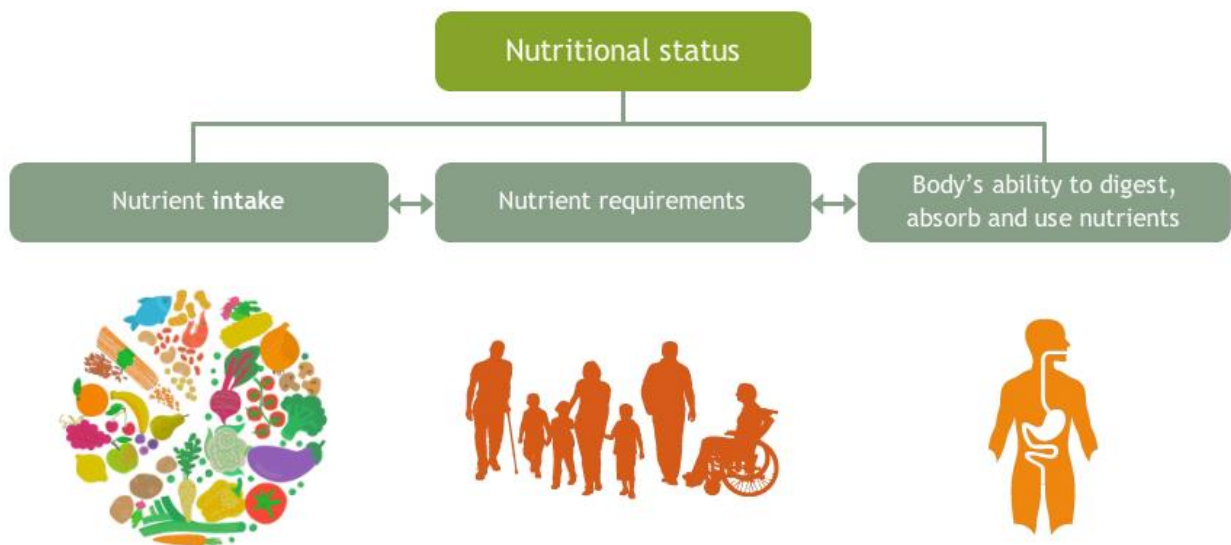 Nutritional status
Nutrient intake
Nutrient requirements
Body’s ability to digest,
absorb and use nutrients